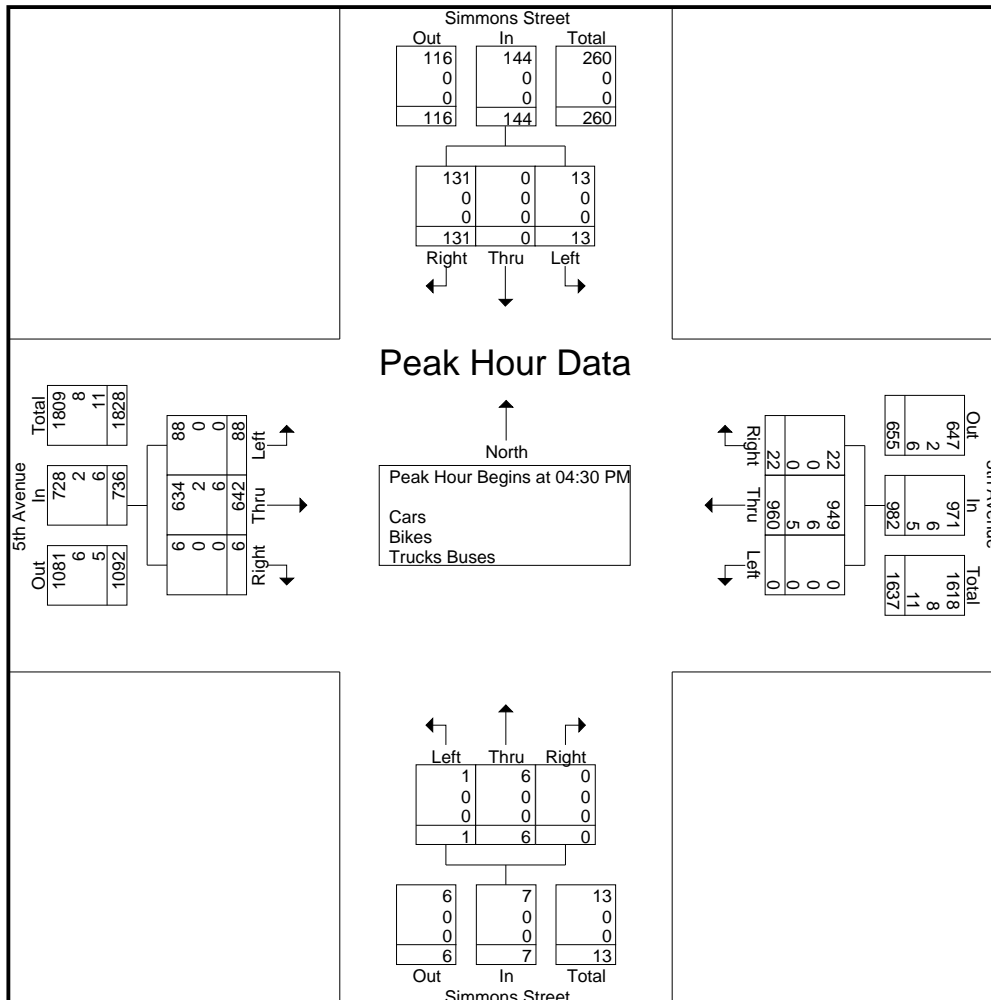 Simmons Street
Out In Total
116 144 260
0 0 0
0 0 0
116 144 260
131 0 13
0 0 0
0 0 0
131 0 13
Right Thru Left
Peak Hour Data
North
Peak Hour Begins at 04:30 PM
Cars
Bikes
Trucks Buses
5th Avenue
Total In Out
1809 728 1081
8 2 6
11 6 5
1828 736 1092
88 634 6
0 2 0
0 6 0
88 642 6
Left Thru Right
Out In Total
647 971 1618
2 6 8
6 5 11
655 982 1637
22 949 0
0 6 0
0 5 0
22 960 0
Right Thru Left
Left Thru Right
1 6 0
0 0 0
0 0 0
1 6 0
6 7 13
0 0 0
0 0 0
6 7 13
Out In Total
Simmons Street